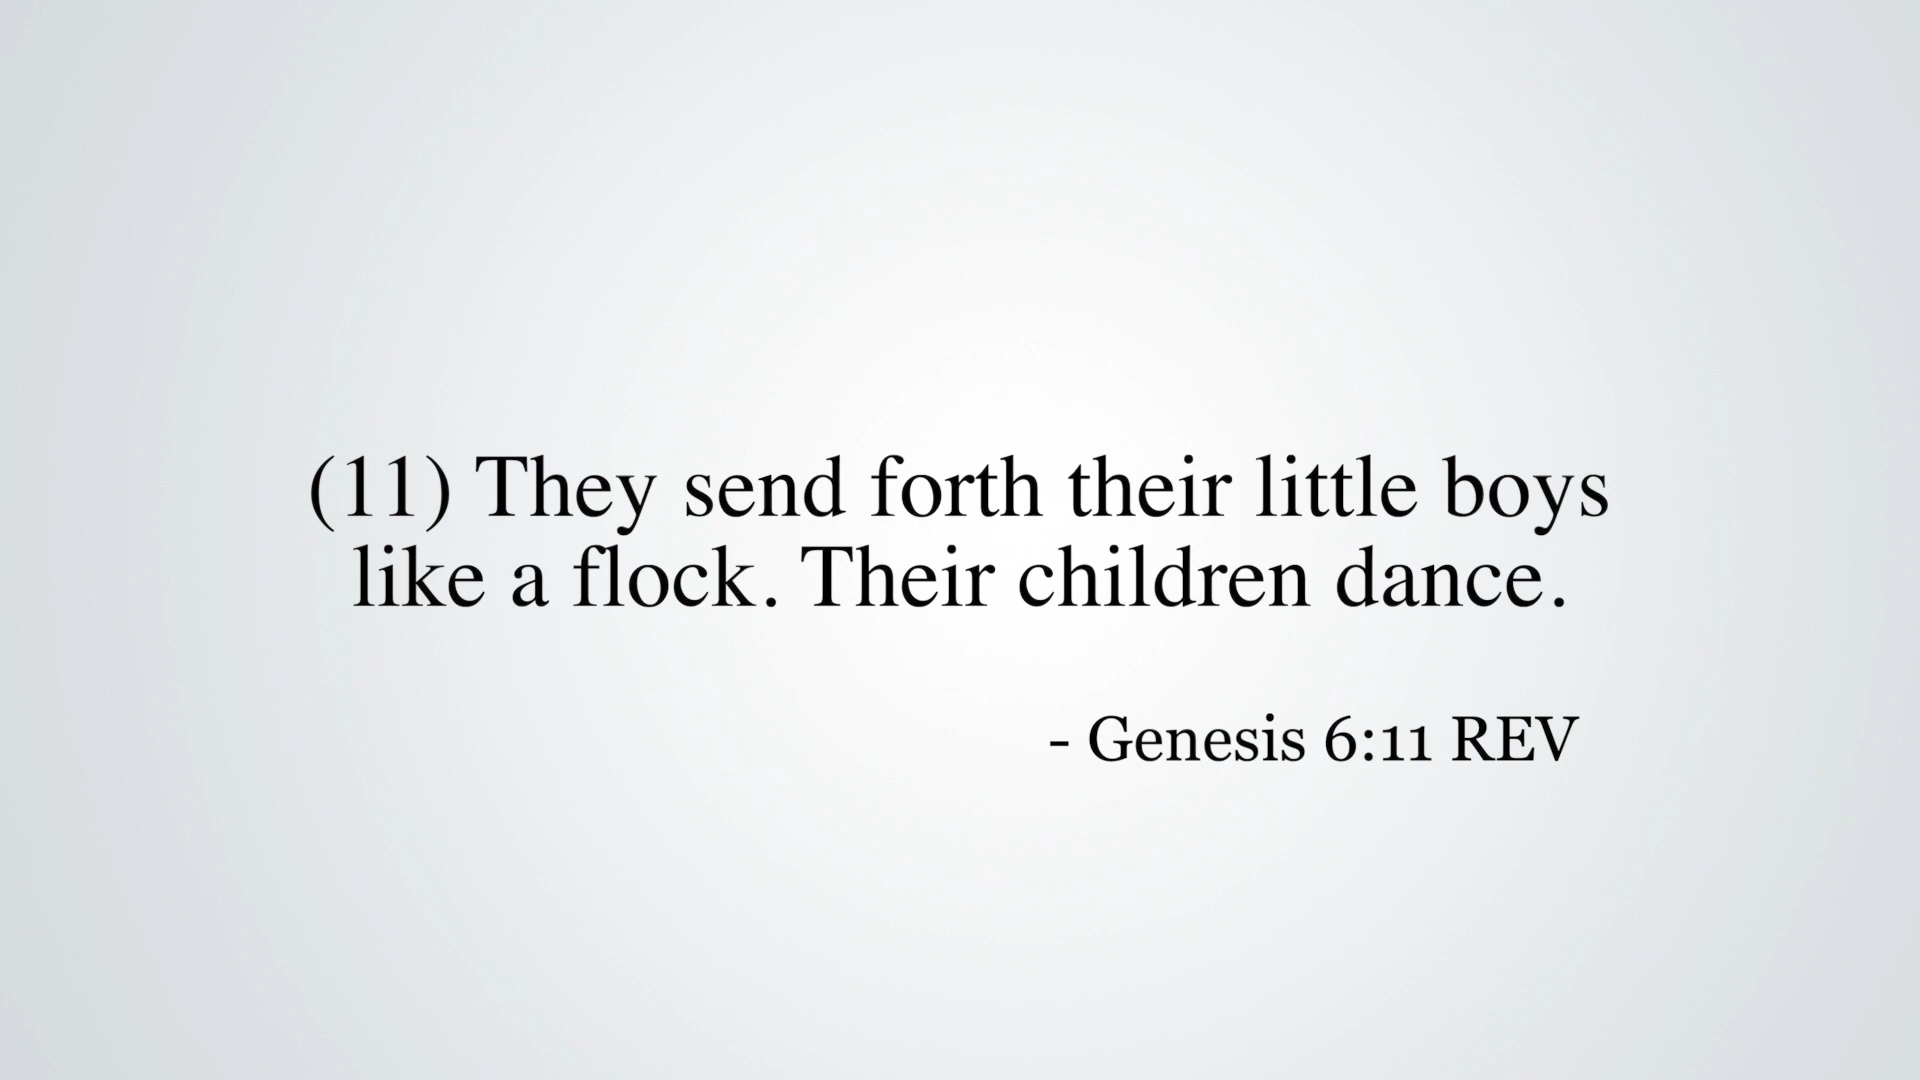 (11) They send forth their little boys
like a flock. Their children dance.
- Genesis 6:11 REV